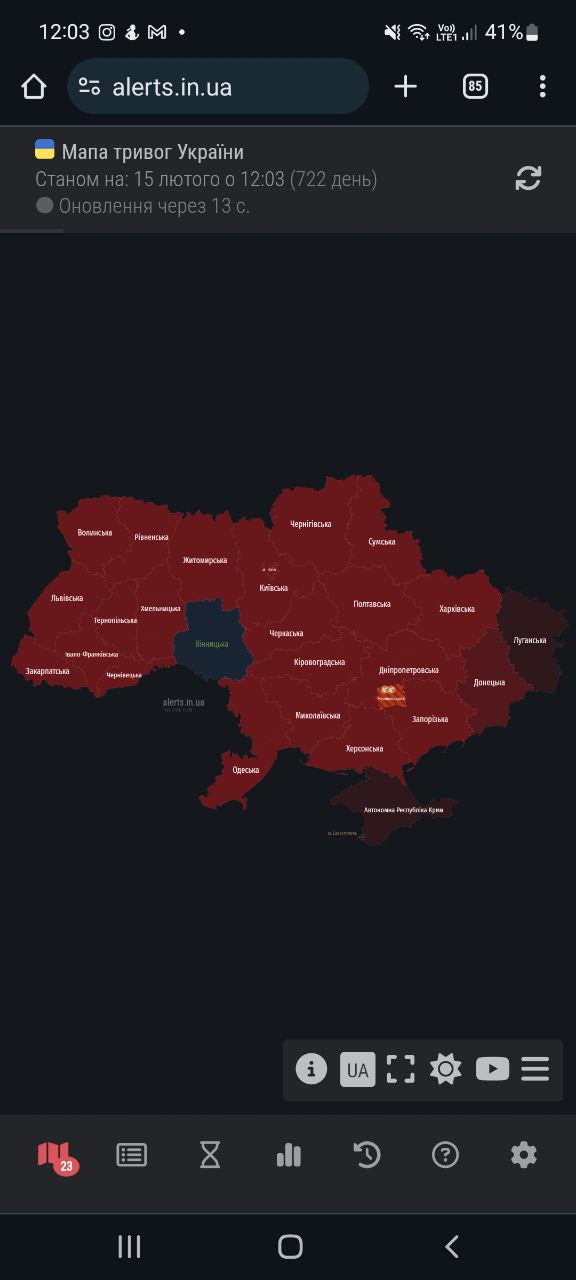 12:03
Vo))
LTE1
41%
alerts.in.ua
85
Мапа тривог України
Станом на: 15 лютого о 12:03 (722 день)
Оновлення через 13 с.
Чернігівська
Волинська
Рівненська
Сумська
Житомирська
м. Київ
Київська
Львівська
Хмельницька
Полтавська
Харківська
Тернопільська
Черкаська
Луганська
Вінницька
Івано-Франківська
Кіровоградська
Закарпатська
Чернівецька
Дніпропетровська
Донецька
alerts.in.ua
Миколаївська
Запорізька
Херсонська
Одеська
Автономна Республіка Крим
м. Севастополь
UA
23